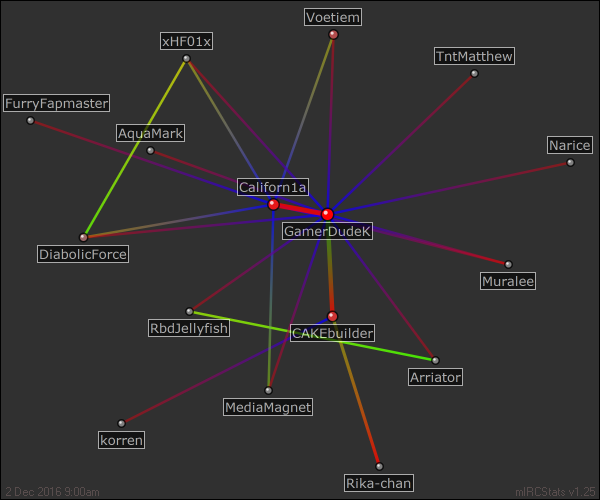 Voetiem
xHF01x
TntMatthew
FurryFapmaster
AquaMark
Narice
Californ1a
GamerDudeK
DiabolicForce
Muralee
RbdJellyfish
CAKEbuilder
Arriator
MediaMagnet
korren
Rika-chan
2 Dec 2016 9:00am
mIRCStats v1.25